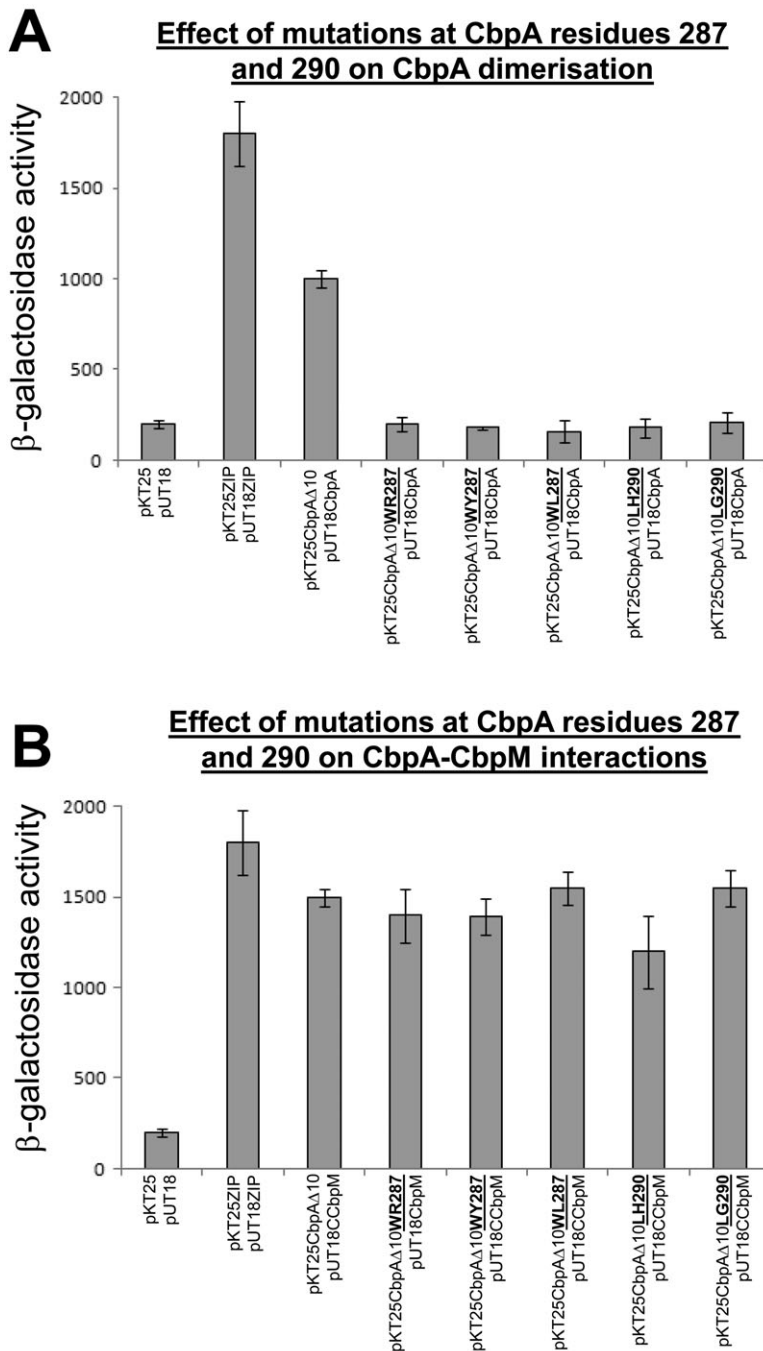 A
Effect of mutations at CbpA residues 287
and 290 on CbpA dimerisation
β-galactosidase activity
2000
1500
1000
500
0
pKT25
pUT18
pKT25ZIP
pUT18ZIP
pKT25CbpAΔ10
pUT18CbpA
pKT25CbpAΔ10WR287
pUT18CbpA
pKT25CbpAΔ10WY287
pUT18CbpA
pKT25CbpAΔ10WL287
pUT18CbpA
pKT25CbpAΔ10LH290
pUT18CbpA
pKT25CbpAΔ10LG290
pUT18CbpA
B
Effect of mutations at CbpA residues 287
and 290 on CbpA-CbpM interactions
β-galactosidase activity
2000
1500
1000
500
0
pKT25
pUT18
pKT25ZIP
pUT18ZIP
pKT25CbpAΔ10
pUT18CCbpM
pKT25CbpAΔ10WR287
pUT18CbpM
pKT25CbpAΔ10WY287
pUT18CCbpM
pKT25CbpAΔ10WL287
pUT18CCbpM
pKT25CbpAΔ10LH290
pUT18CCbpM
pKT25CbpAΔ10LG290
pUT18CCbpM